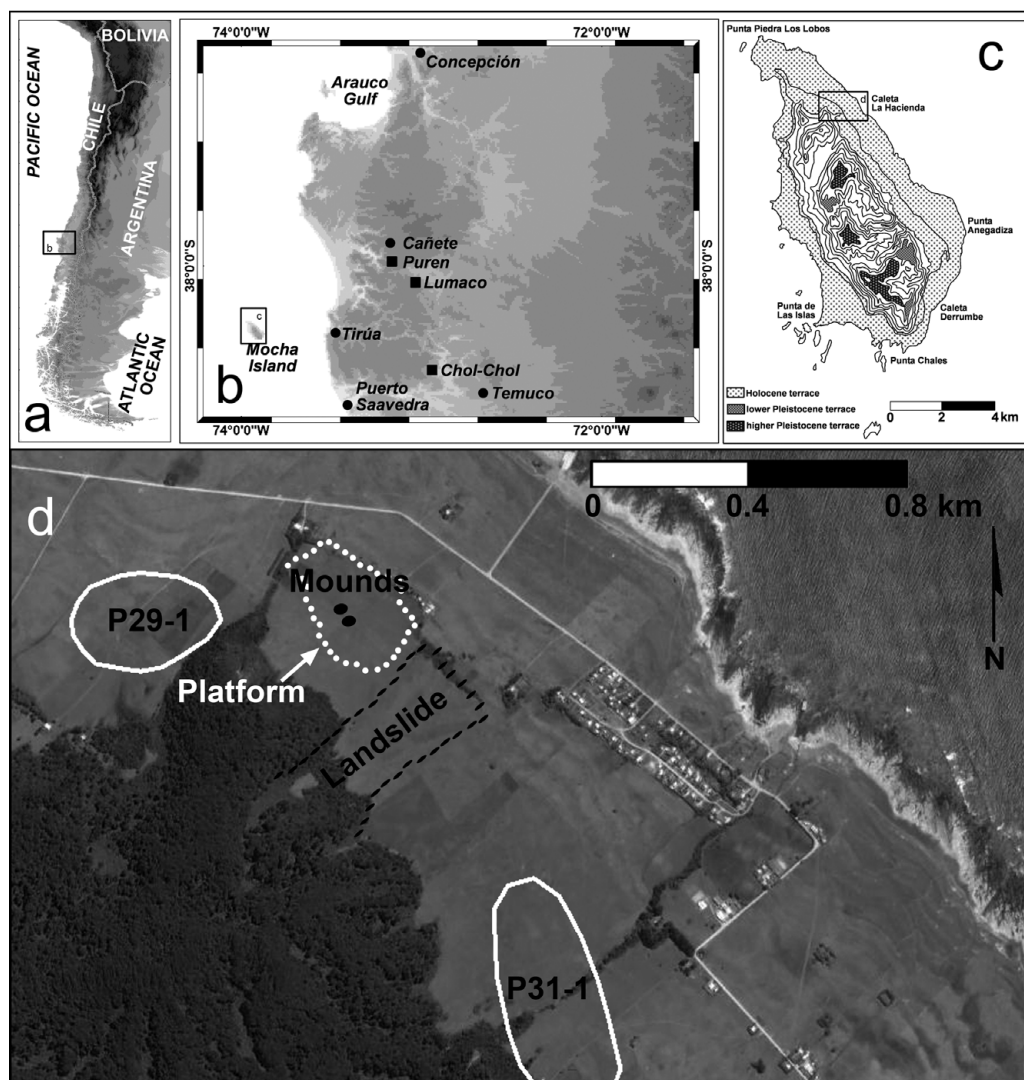 a
PACIFIC OCEAN
BOLIVIA
CHILE
ARGENTINA
b
ATLANTIC
OCEAN
b
74°0'0"W
72°0'0"W
Concepción
Arauco
Gulf
Cañete
Puren
Lumaco
38°0'0"S
38°0'0"S
c
Mocha
Island
Tirúa
Chol-Chol
Puerto
Saavedra
Temuco
74°0'0"W
72°0'0"W
c
Punta Piedra Los Lobos
d
Caleta
La Hacienda
Punta
Anegadiza
Punta de
Las Islas
Caleta
Derrumbe
Punta Chales
Holocene terrace
lower Pleistocene terrace
higher Pleistocene terrace
0 2 4 km
d
0 0.4 0.8 km
N
Mounds
P29-1
Platform
Landslide
P31-1